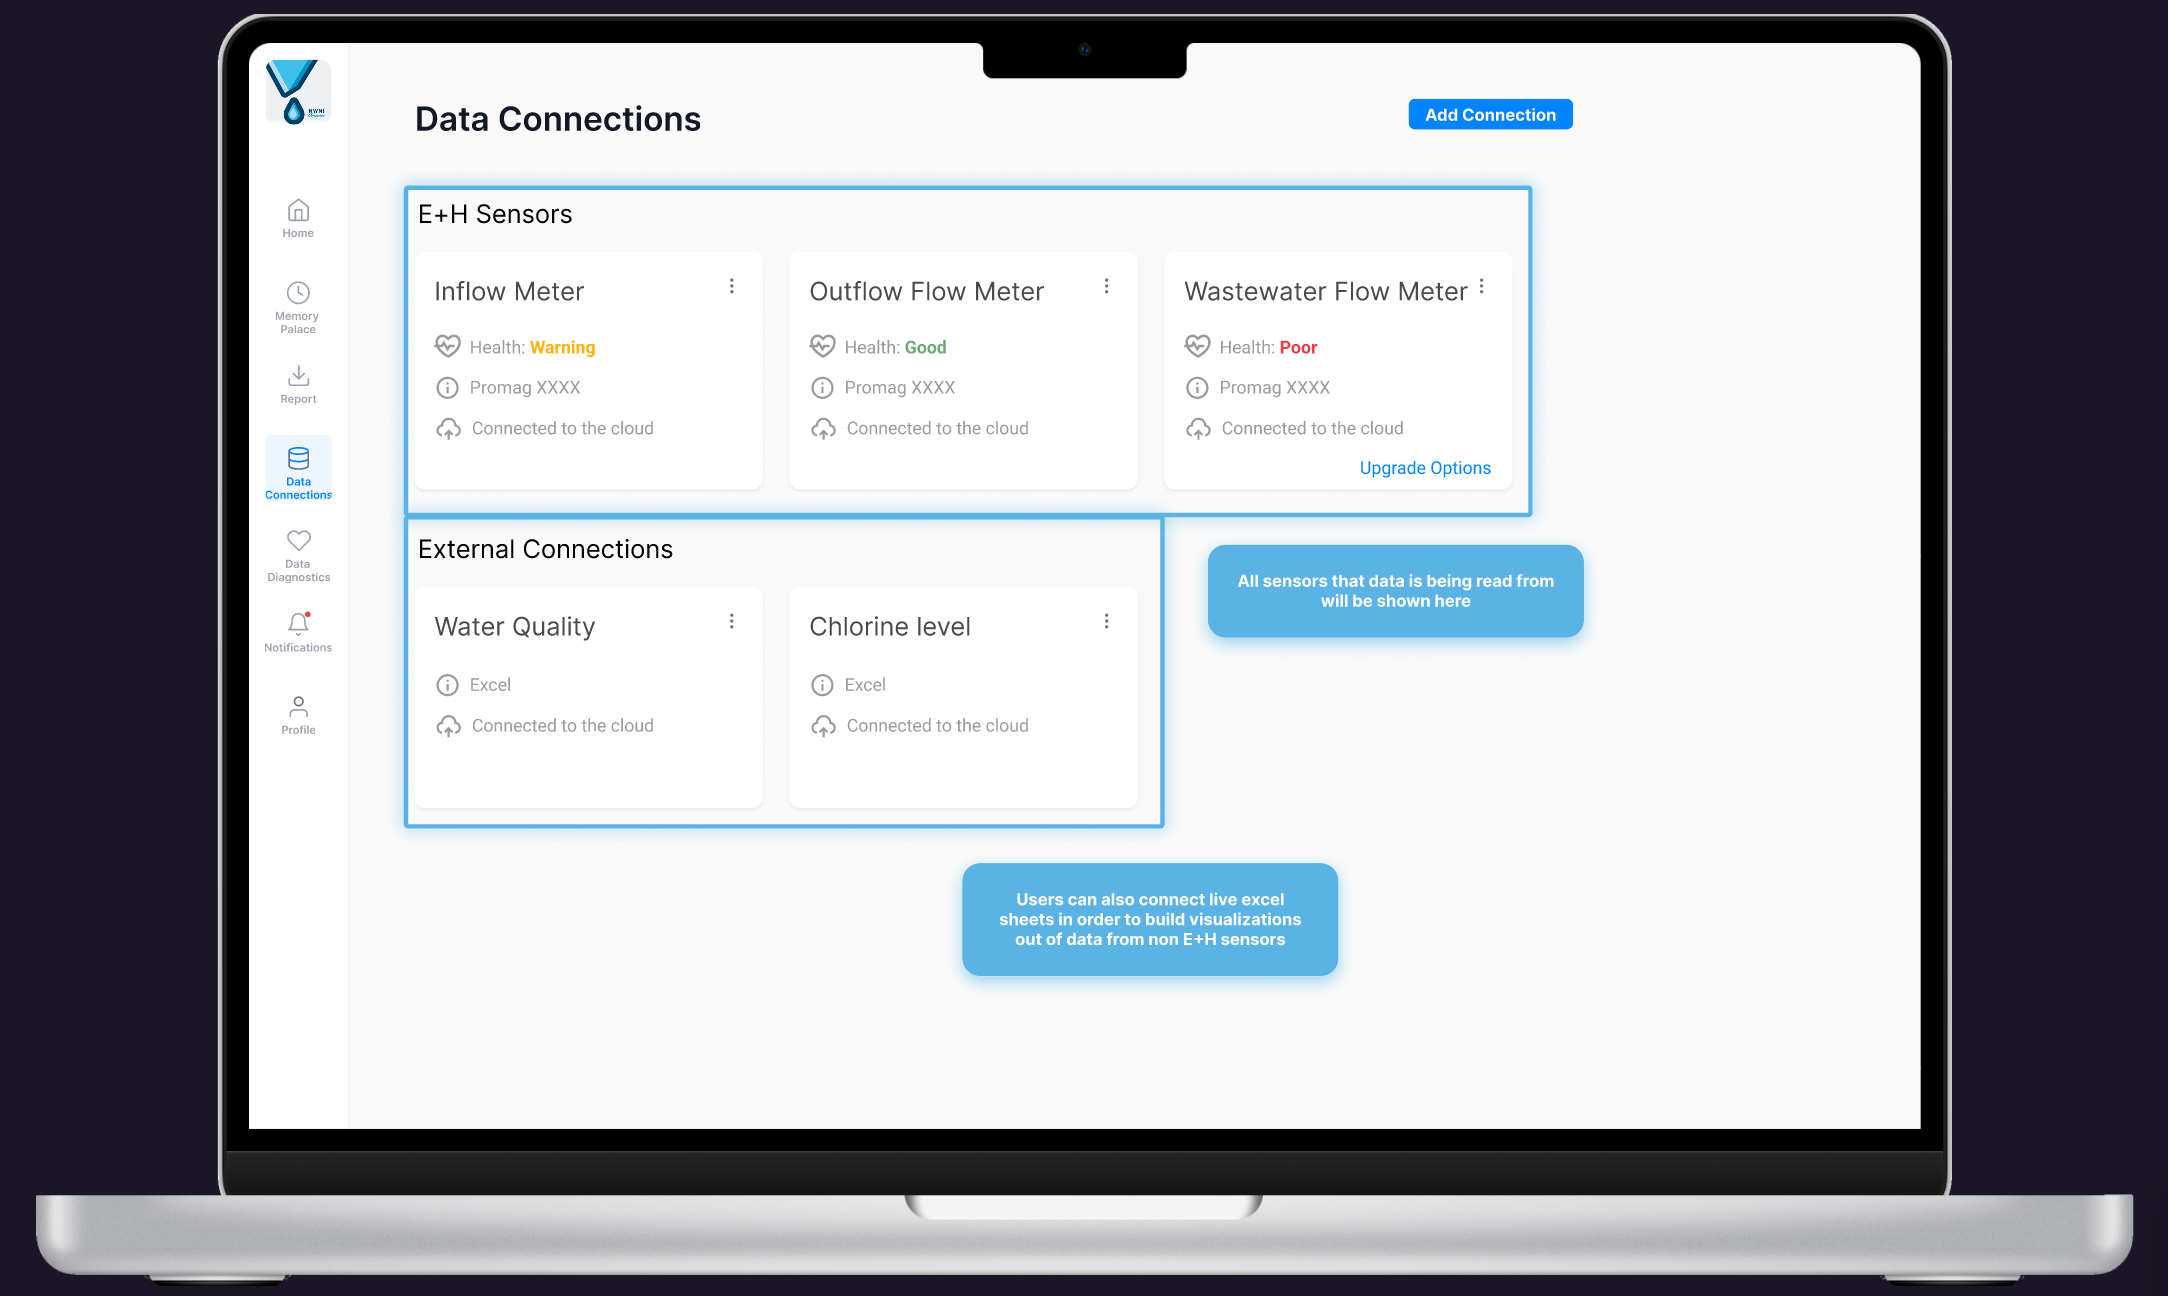 NWNI
Home
Memory
Palace
Report
Data
Connections
Data
Diagnostics
Notifications
Profile
Data Connections
Add Connection
E+H Sensors
Inflow Meter
Health: Warning
Promag XXXX
Connected to the cloud
Outflow Flow Meter
Health: Good
Promag XXXX
Connected to the cloud
Wastewater Flow Meter
Health: Poor
Promag XXXX
Connected to the cloud
Upgrade Options
External Connections
Water Quality
Excel
Connected to the cloud
Chlorine level
Excel
Connected to the cloud
All sensors that data is being read from
will be shown here
Users can also connect live excel
sheets in order to build visualizations
out of data from non E+H sensors